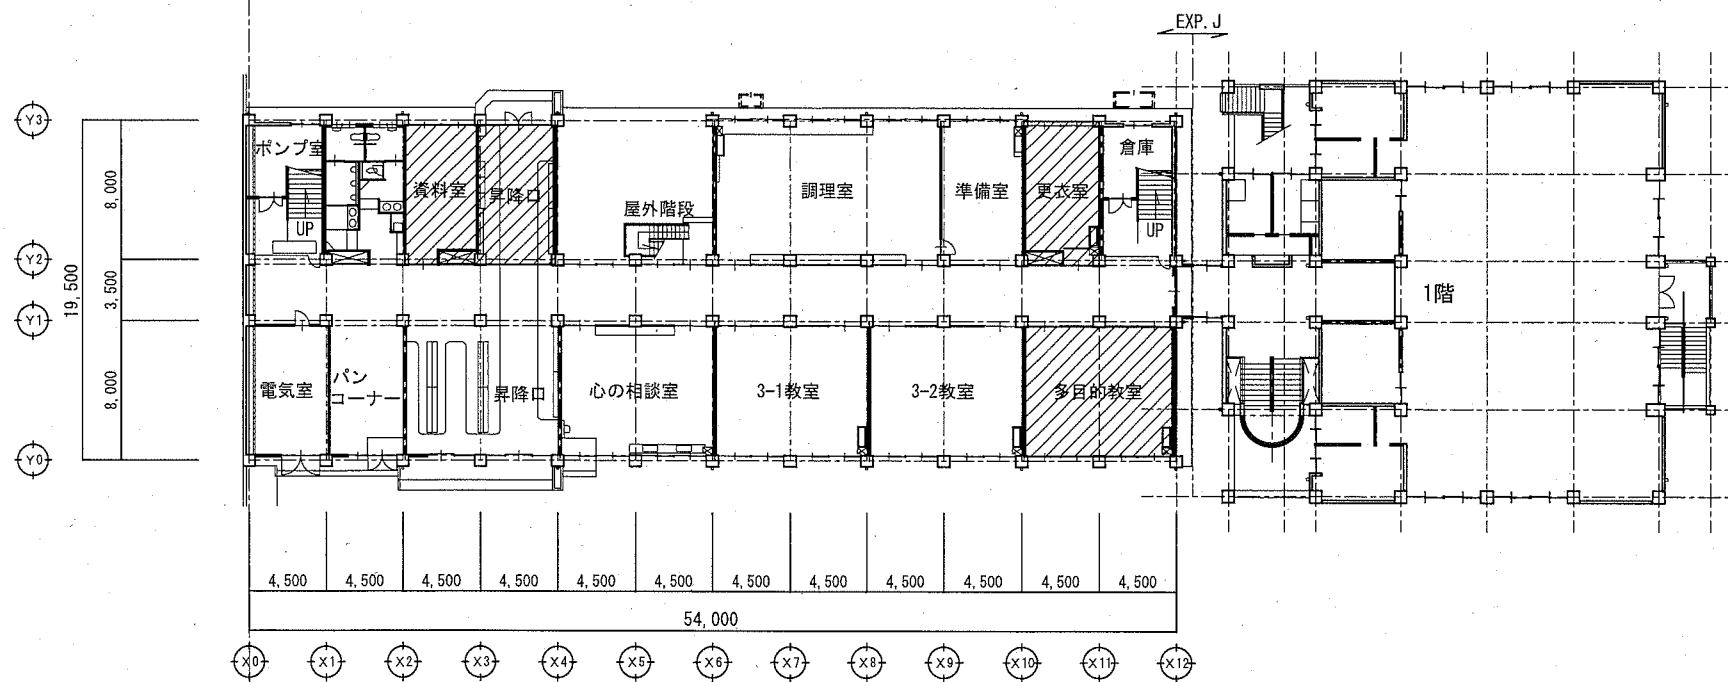 EXP. J
Y3
ポンプ室
資料室
昇降口
屋外階段
調理室
準備室
更衣室
倉庫
UP
UP
8,000
Y2
19,500
3,500
1階
Y1
電気室
パン
コーナー
昇降口
心の相談室
3-1教室
3-2教室
多目的教室
8,000
Y0
4,500
4,500
4,500
4,500
4,500
4,500
4,500
4,500
4,500
4,500
4,500
4,500
54,000
X0
X1
X2
X3
X4
X5
X6
X7
X8
X9
X10
X11
X12